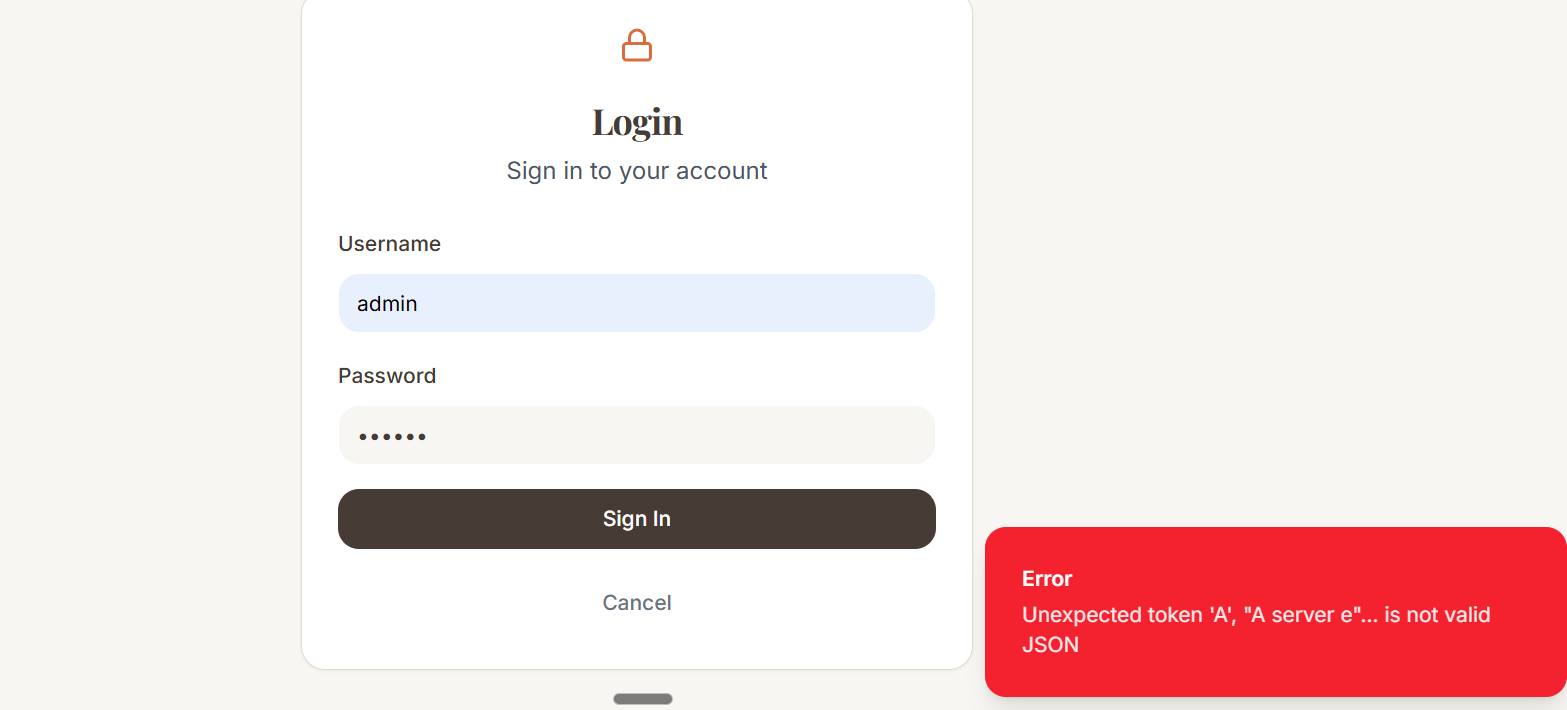 Login
Sign in to your account
Username
admin
Password
••••••
Sign In
Cancel
Error
Unexpected token 'A', "A server e"... is not valid
JSON